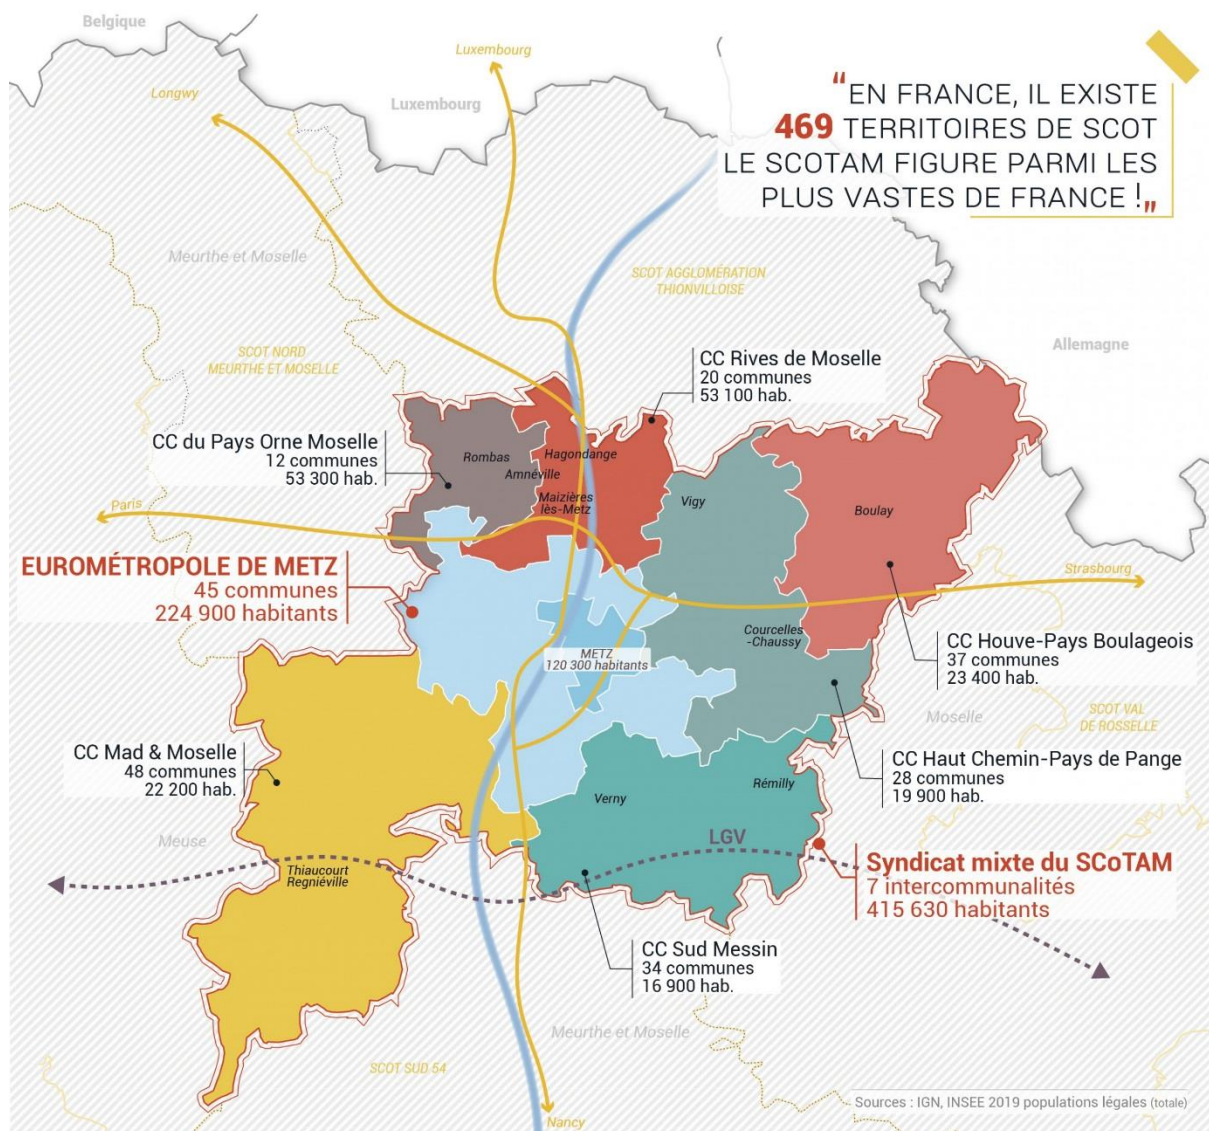 Belgique
Luxembourg
Longwy
Luxembourg
“EN FRANCE, IL EXISTE
469 TERRITOIRES DE SCOT
LE SCOTAM FIGURE PARMI LES
PLUS VASTES DE FRANCE !„
Meurthe et Moselle
SCOT AGGLOMÉRATION
THIONVILLOISE
SCOT NORD
MEURTHE ET MOSELLE
Allemagne
CC Rives de Moselle
20 communes
53 100 hab.
CC du Pays Orne Moselle
12 communes
53 300 hab.
Rombas
Hagondange
Amnéville
Maizières
lès-Metz
Vigy
Boulay
Paris
EUROMÉTROPOLE DE METZ
45 communes
224 900 habitants
Strasbourg
Courcelles
-Chaussy
METZ
120 300 habitants
CC Houve-Pays Boulageois
37 communes
23 400 hab.
Moselle
SCOT VAL
DE ROSSELLE
CC Mad & Moselle
48 communes
22 200 hab.
CC Haut Chemin-Pays de Pange
28 communes
19 900 hab.
Verny
Rémilly
Meuse
LGV
Thiaucourt
Regniéville
Syndicat mixte du SCoTAM
7 intercommunalités
415 630 habitants
CC Sud Messin
34 communes
16 900 hab.
Meurthe et Moselle
SCOT SUD 54
Nancy
Sources : IGN, INSEE 2019 populations légales (totale)